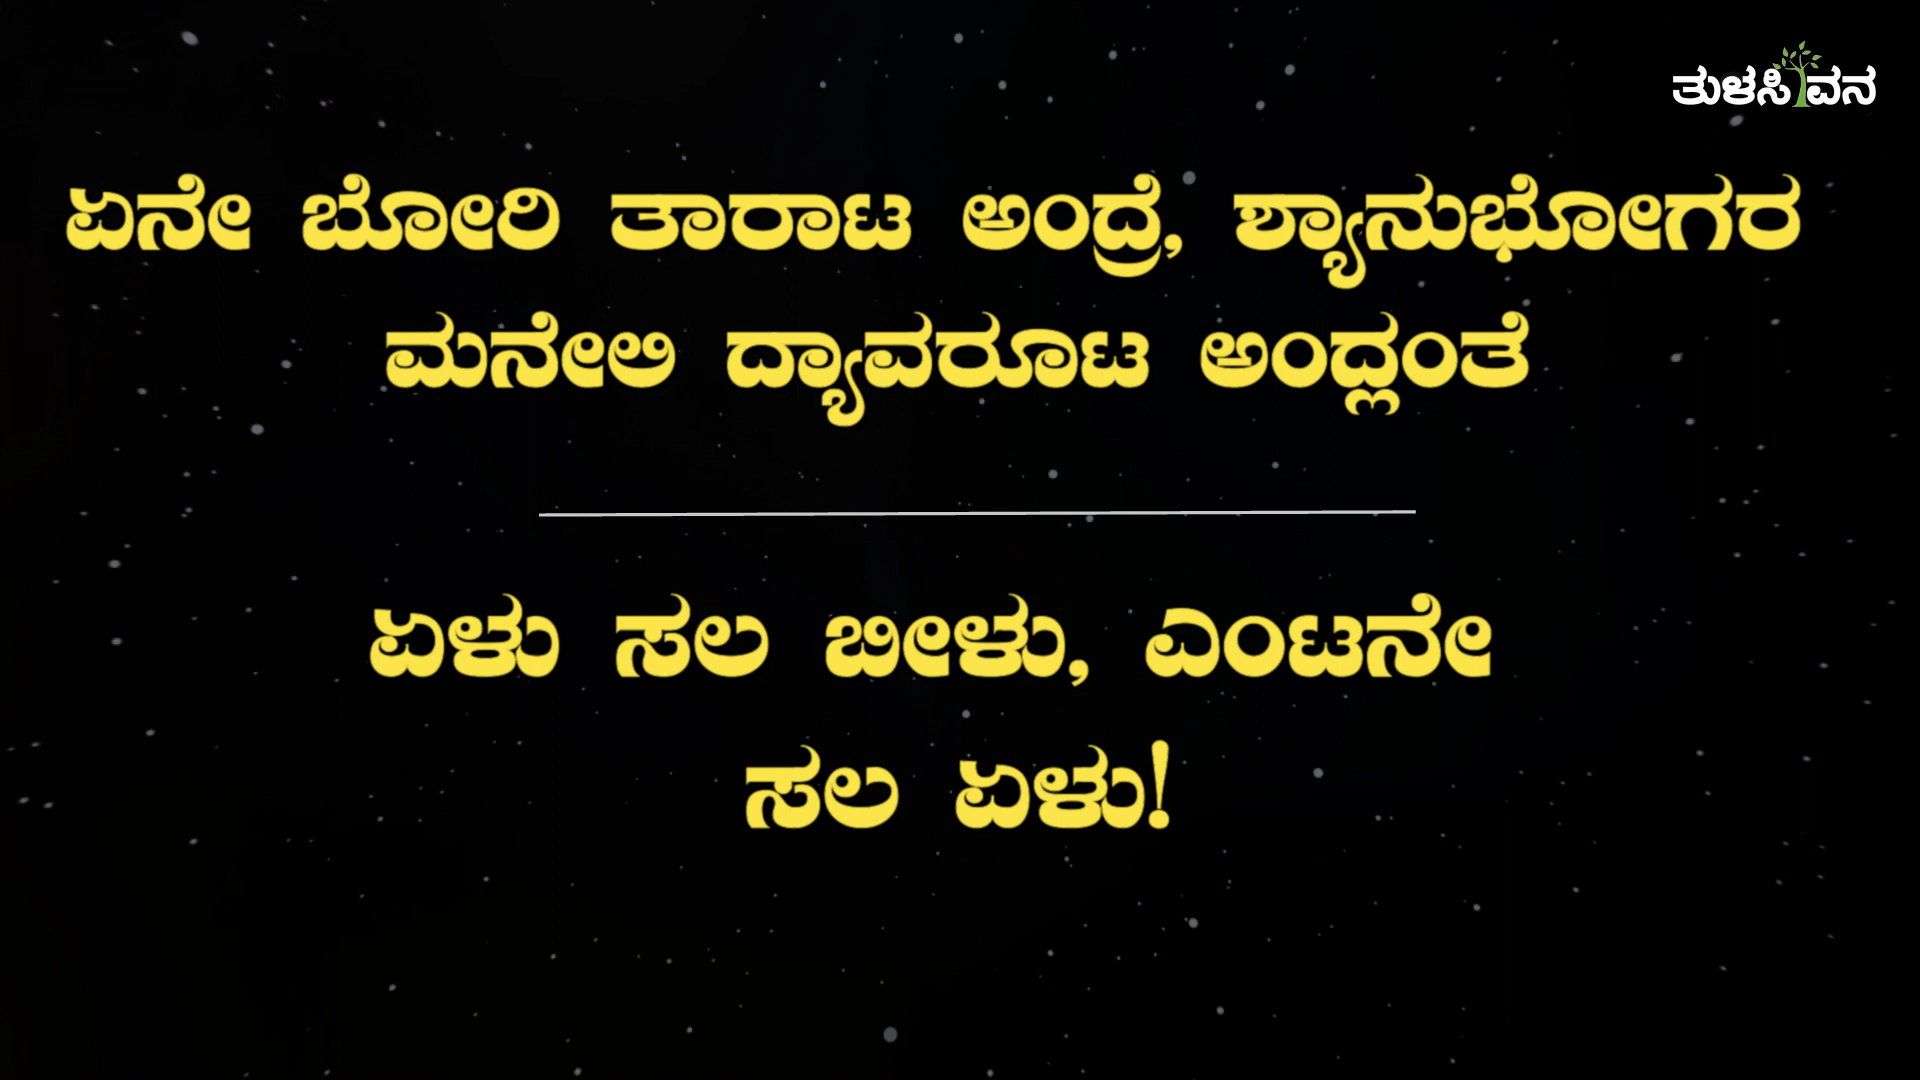 ತುಳಸಿವನ
ಏನೇ ಬೋರಿ ತಾರಾಟ ಅಂದ್ರೆ, ಶ್ಯಾನುಭೋಗರ
ಮನೇಲಿ ದ್ಯಾವರೂಟ ಅಂದ್ಲಂತೆ
ಏಳು ಸಲ ಬೀಳು, ಎಂಟನೇ
ಸಲ ಏಳು!